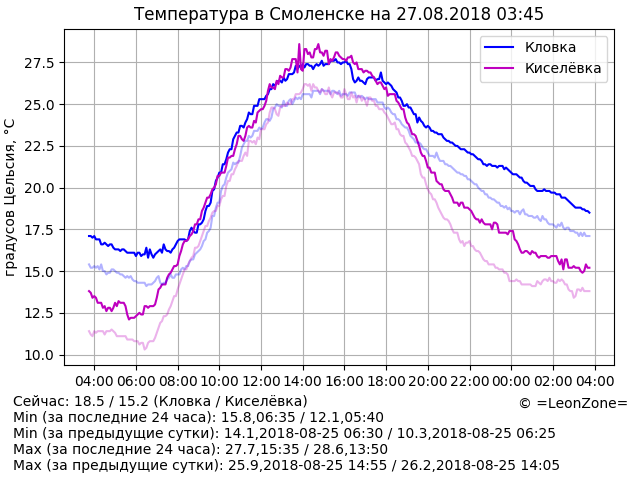 Температура в Смоленске на 27.08.2018 03:45
Кловка
Киселёвка
градусов Цельсия, °C
27.5
25.0
22.5
20.0
17.5
15.0
12.5
10.0
04:00 06:00 08:00 10:00 12:00 14:00 16:00 18:00 20:00 22:00 00:00 02:00 04:00
Сейчас: 18.5 / 15.2 (Кловка / Киселёвка)
© =LeonZone=
Min (за последние 24 часа): 15.8,06:35 / 12.1,05:40
Min (за предыдущие сутки): 14.1,2018-08-25 06:30 / 10.3,2018-08-25 06:25
Max (за последние 24 часа): 27.7,15:35 / 28.6,13:50
Max (за предыдущие сутки): 25.9,2018-08-25 14:55 / 26.2,2018-08-25 14:05